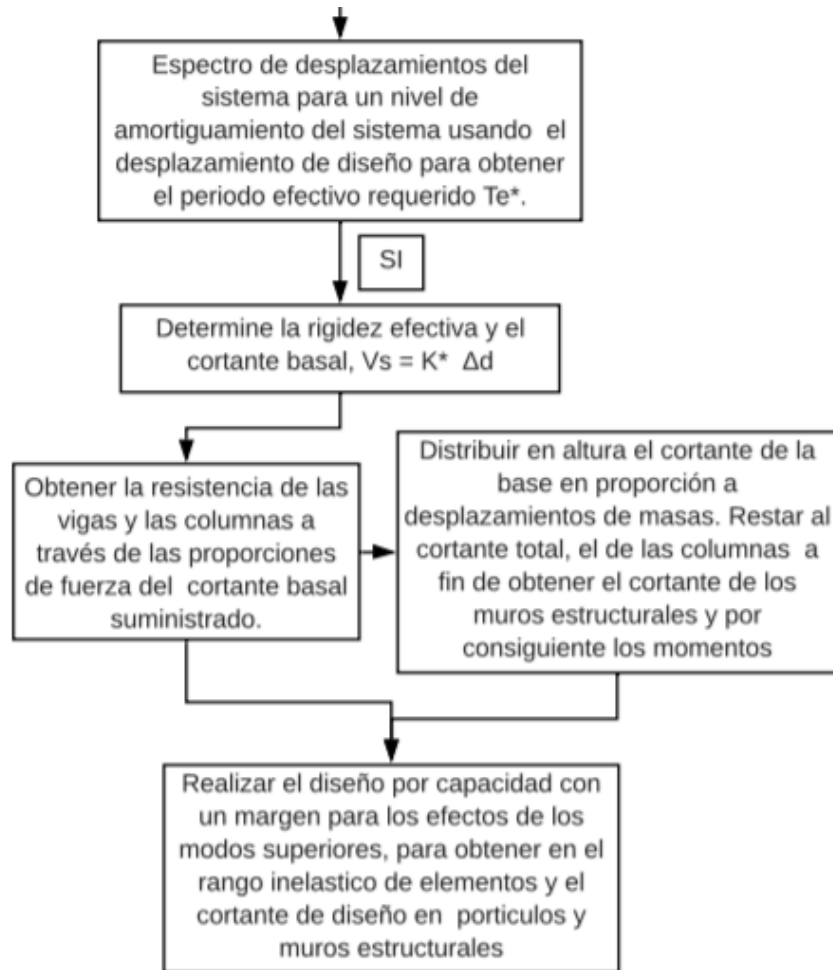 Espectro de desplazamientos del
sistema para un nivel de
amortiguamiento del sistema usando el
desplazamiento de diseño para obtener
el periodo efectivo requerido Te*.
SI
Determine la rigidez efectiva y el
cortante basal, Vs = K* Δd
Obtener la resistencia de las
vigas y las columnas a
través de las proporciones
de fuerza del cortante basal
suministrado.
Distribuir en altura el cortante de la
base en proporción a
desplazamientos de masas. Restar al
cortante total, el de las columnas a
fin de obtener el cortante de los
muros estructurales y por
consiguiente los momentos
Realizar el diseño por capacidad con
un margen para los efectos de los
modos superiores, para obtener en el
rango inelastico de elementos y el
cortante de diseño en porticulos y
muros estructurales